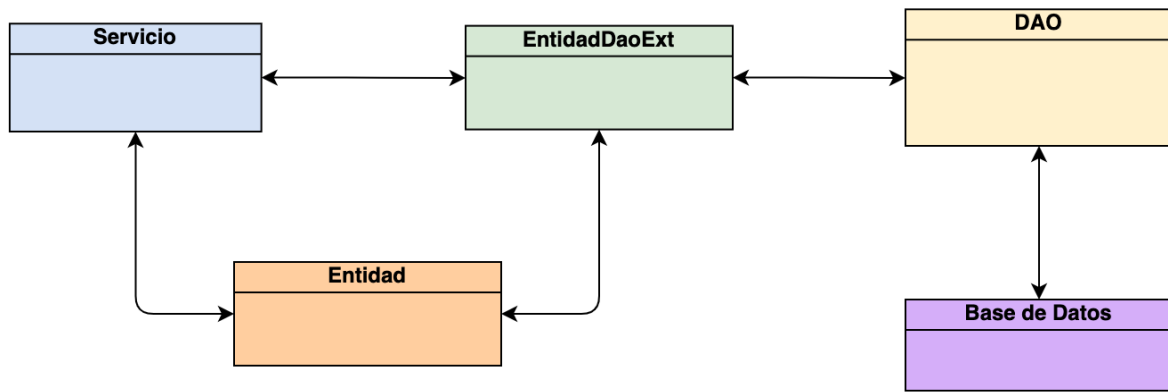 Servicio
EntidadDaoExt
DAO
Entidad
Base de Datos